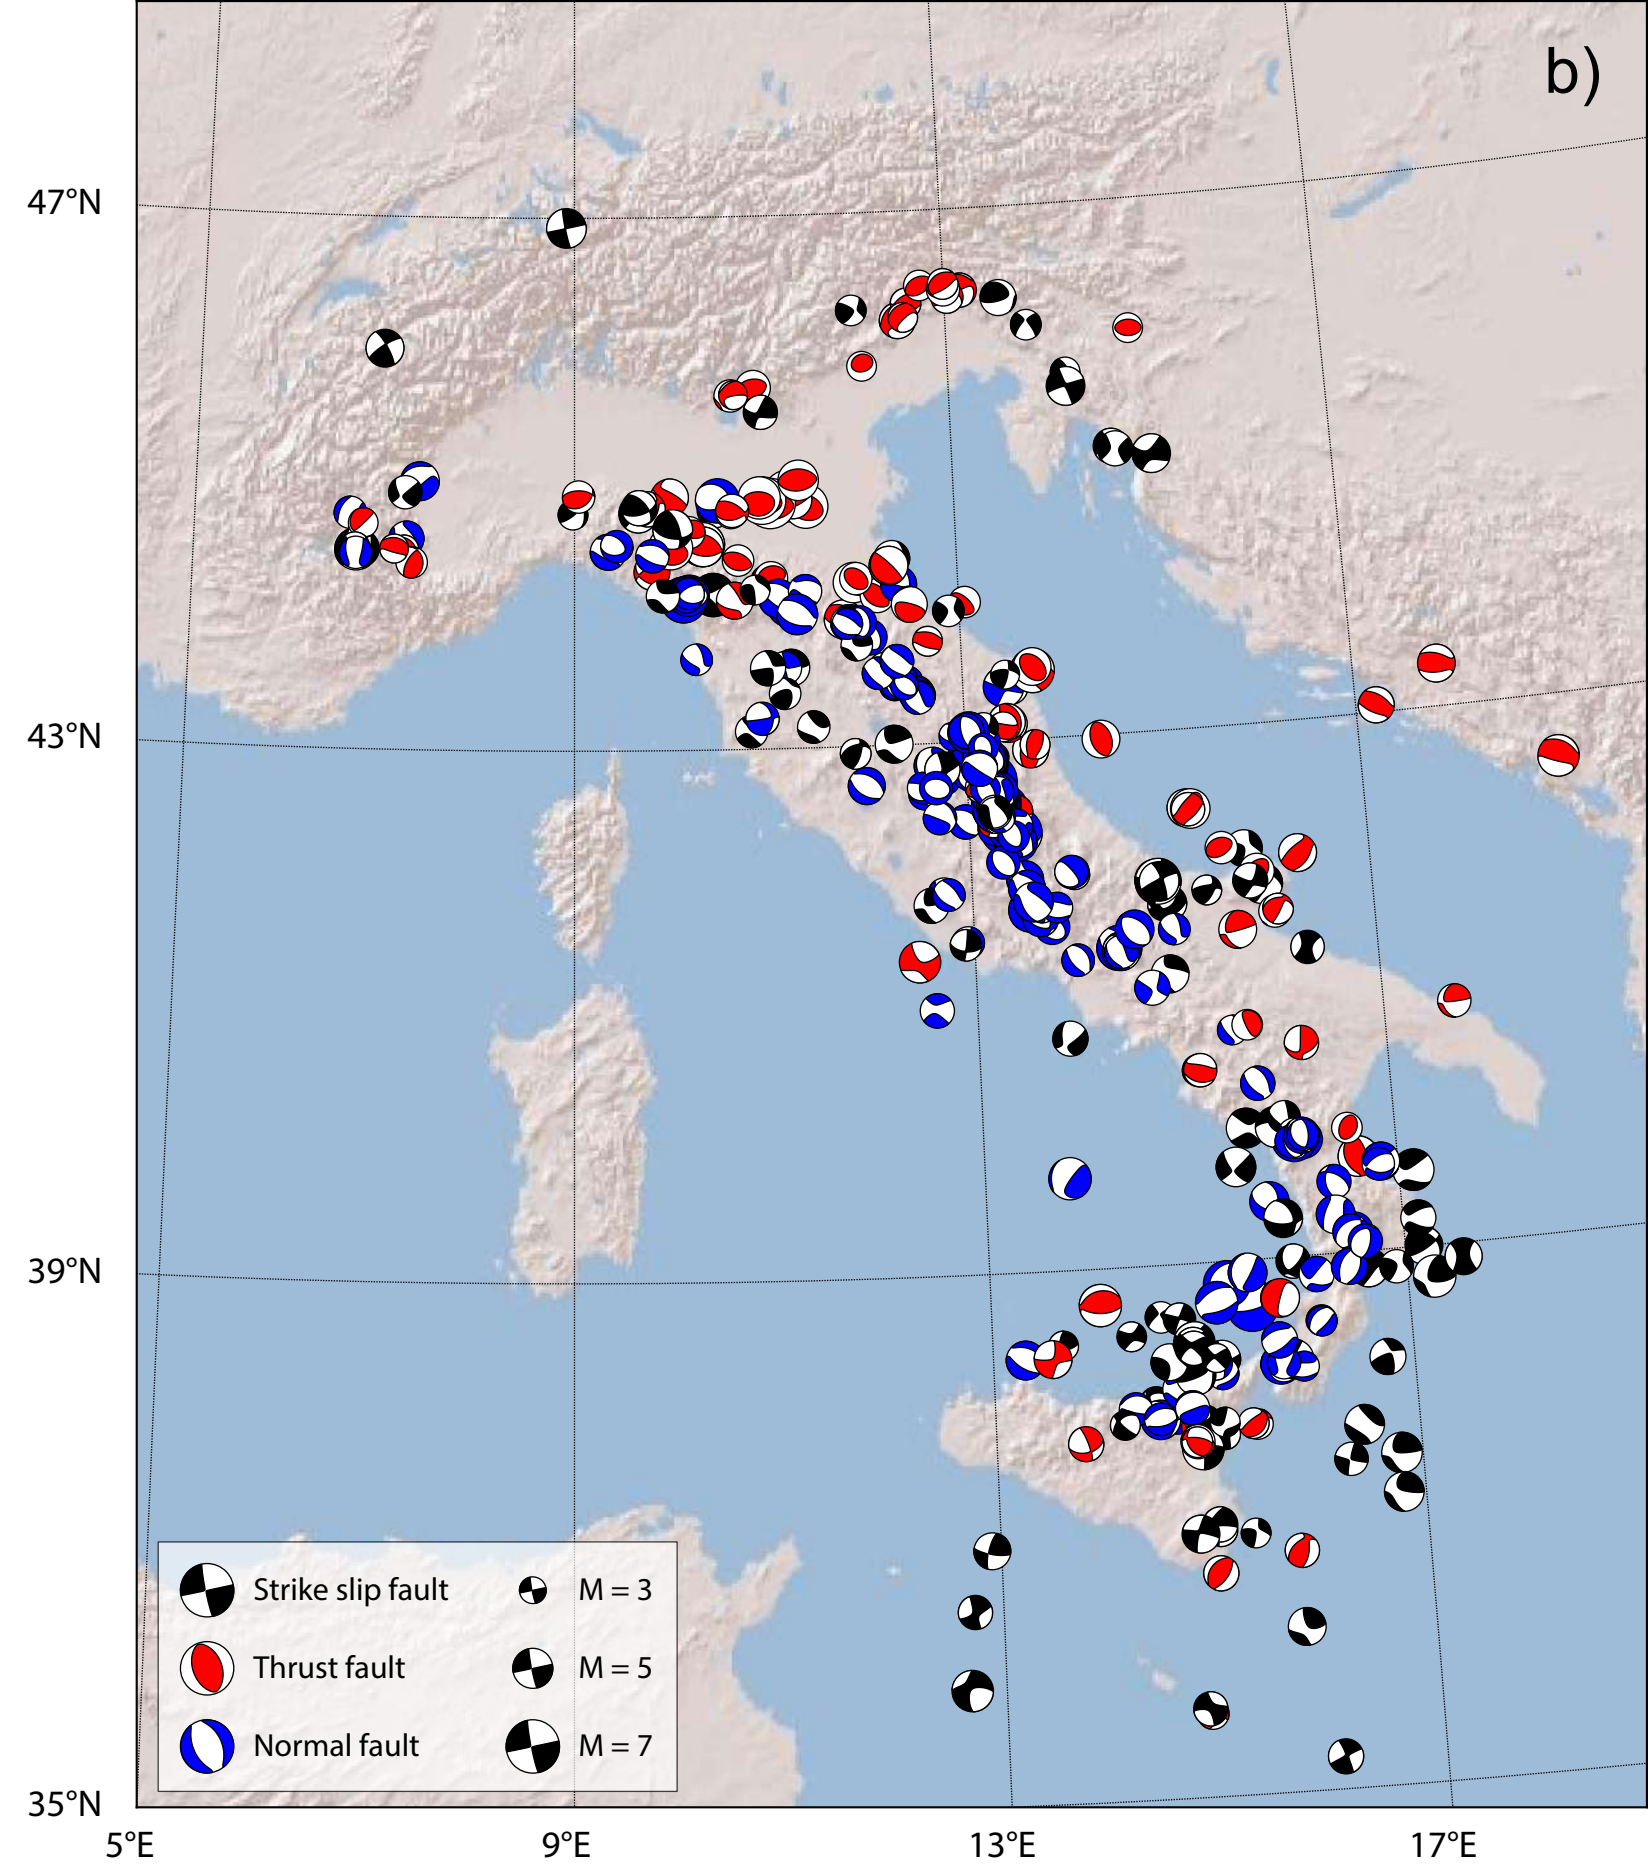 b)
47°N
43°N
39°N
35°N
Strike slip fault
M = 3
Thrust fault
M = 5
Normal fault
M = 7
5°E
9°E
13°E
17°E